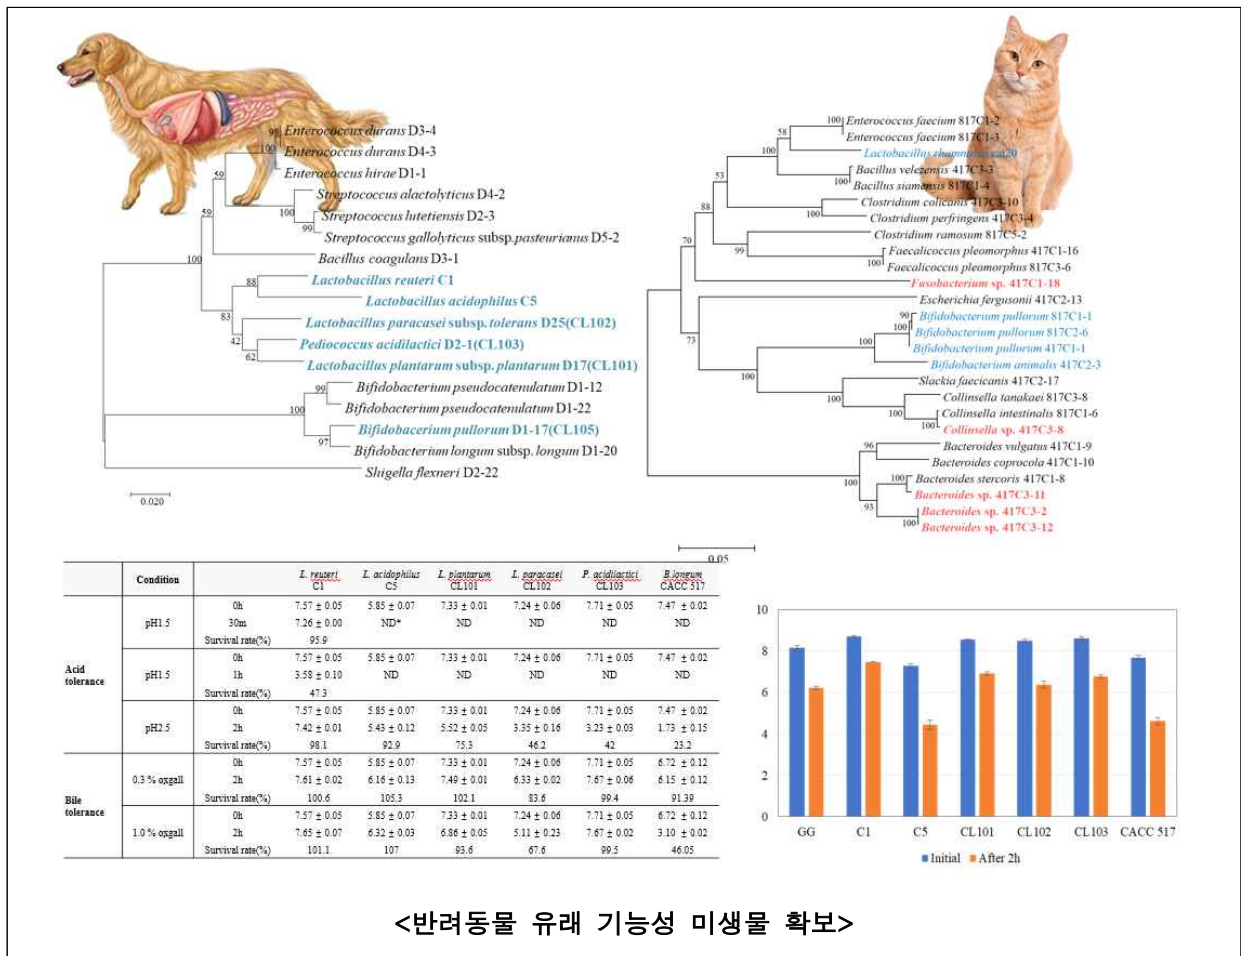 98
Enterococcus durans D3-4
100
Enterococcus durans D4-3
Enterococcus hirae D1-1
59
Streptococcus alactolyticus D4-2
100
Streptococcus lutetiensis D2-3
59
99
Streptococcus gallolyticus subsp.pasteurianus D5-2
Bacillus coagulans D3-1
100
Lactobacillus reuteri C1
88
Lactobacillus acidophilus C5
83
Lactobacillus paracasei subsp. tolerans D25(CL102)
42
Pediococcus acidilactici D2-1(CL103)
62
Lactobacillus plantarum subsp. plantarum D17(CL101)
99
Bifidobacterium pseudocatenulatum D1-12
100
Bifidobacterium pseudocatenulatum D1-22
Bifidobacerium pullorum D1-17(CL105)
97
Bifidobacterium longum subsp. longum D1-20
Shigella flexneri D2-22
0.020
100
Enterococcus faecium 817C1-2
58
Enterococcus faecium 817C1-3
100
Lactobacillus rhamnosus cat20
Bacillus velezensis 417C3-3
100
53
Bacillus siamensis 817C1-4
Clostridium colicanis 417C3-10
100
88
Clostridium perfringens 417C3-4
Clostridium ramosum 817C5-2
70
99
Faecalicoccus pleomorphus 417C1-16
100
Faecalicoccus pleomorphus 817C3-6
Fusobacterium sp. 417C1-18
Escherichia fergusonii 417C2-13
90
Bifidobacterium pullorum 817C1-1
100
73
Bifidobacterium pullorum 817C2-6
Bifidobacterium pullorum 417C1-1
100
Bifidobacterium animalis 417C2-3
100
Slackia faecicanis 417C2-17
100
Collinsella tanakaei 817C3-8
100
Collinsella intestinalis 817C1-6
100
Collinsella sp. 417C3-8
96
Bacteroides vulgatus 417C1-9
100
Bacteroides coprocola 417C1-10
100
Bacteroides stercoris 417C1-8
Bacteroides sp. 417C3-11
93
Bacteroides sp. 417C3-2
100
Bacteroides sp. 417C3-12
0.05
Condition L. reuteri C1 L. acidophilus C5 L. plantarum CL101 L. paracasei CL102 P. acidilactici CL103 B.longum CACC 517
Acid tolerance
pH1.5 0h 7.57 ± 0.05 5.85 ± 0.07 7.33 ± 0.01 7.24 ± 0.06 7.71 ± 0.05 7.47 ± 0.02
30m 7.26 ± 0.00 ND* ND ND ND ND
Survival rate(%) 95.9
pH1.5 0h 7.57 ± 0.05 5.85 ± 0.07 7.33 ± 0.01 7.24 ± 0.06 7.71 ± 0.05 7.47 ± 0.02
1h 3.58 ± 0.10 ND ND ND ND ND
Survival rate(%) 47.3
pH2.5 0h 7.57 ± 0.05 5.85 ± 0.07 7.33 ± 0.01 7.24 ± 0.06 7.71 ± 0.05 7.47 ± 0.02
2h 7.42 ± 0.01 5.43 ± 0.12 5.52 ± 0.05 3.35 ± 0.16 3.23 ± 0.03 1.73 ± 0.15
Survival rate(%) 98.1 92.9 75.3 46.2 42 23.2
Bile tolerance
0.3 % oxgall 0h 7.57 ± 0.05 5.85 ± 0.07 7.33 ± 0.01 7.24 ± 0.06 7.71 ± 0.05 6.72 ± 0.12
2h 7.61 ± 0.02 6.16 ± 0.13 7.49 ± 0.01 6.33 ± 0.02 7.67 ± 0.06 6.15 ± 0.12
Survival rate(%) 100.6 105.3 102.1 83.6 99.4 91.39
1.0 % oxgall 0h 7.57 ± 0.05 5.85 ± 0.07 7.33 ± 0.01 7.24 ± 0.06 7.71 ± 0.05 6.72 ± 0.12
2h 7.65 ± 0.07 6.32 ± 0.03 6.86 ± 0.05 5.11 ± 0.23 7.67 ± 0.02 3.10 ± 0.02
Survival rate(%) 101.1 107 93.6 67.6 99.5 46.05
10
8
6
4
2
0
GG C1 C5 CL101 CL102 CL103 CACC 517
Initial After 2h
<반려동물 유래 기능성 미생물 확보>